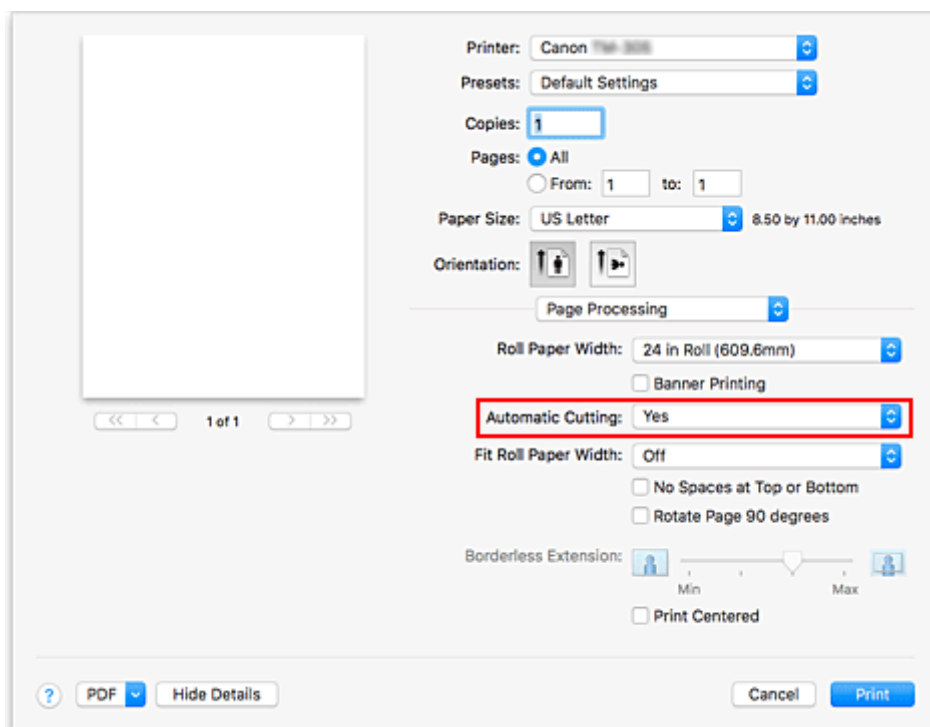 Printer: Canon
Presets: Default Settings
Copies: 1
Pages: All
From: 1 to: 1
Paper Size: US Letter 8.50 by 11.00 inches
Orientation:
Page Processing
Roll Paper Width: 24 in Roll (609.6mm)
Banner Printing
<< < 1 of 1 > >>
Automatic Cutting: Yes
Fit Roll Paper Width: Off
No Spaces at Top or Bottom
Rotate Page 90 degrees
Borderless Extension:
Min Max
Print Centered
? PDF Hide Details Cancel Print